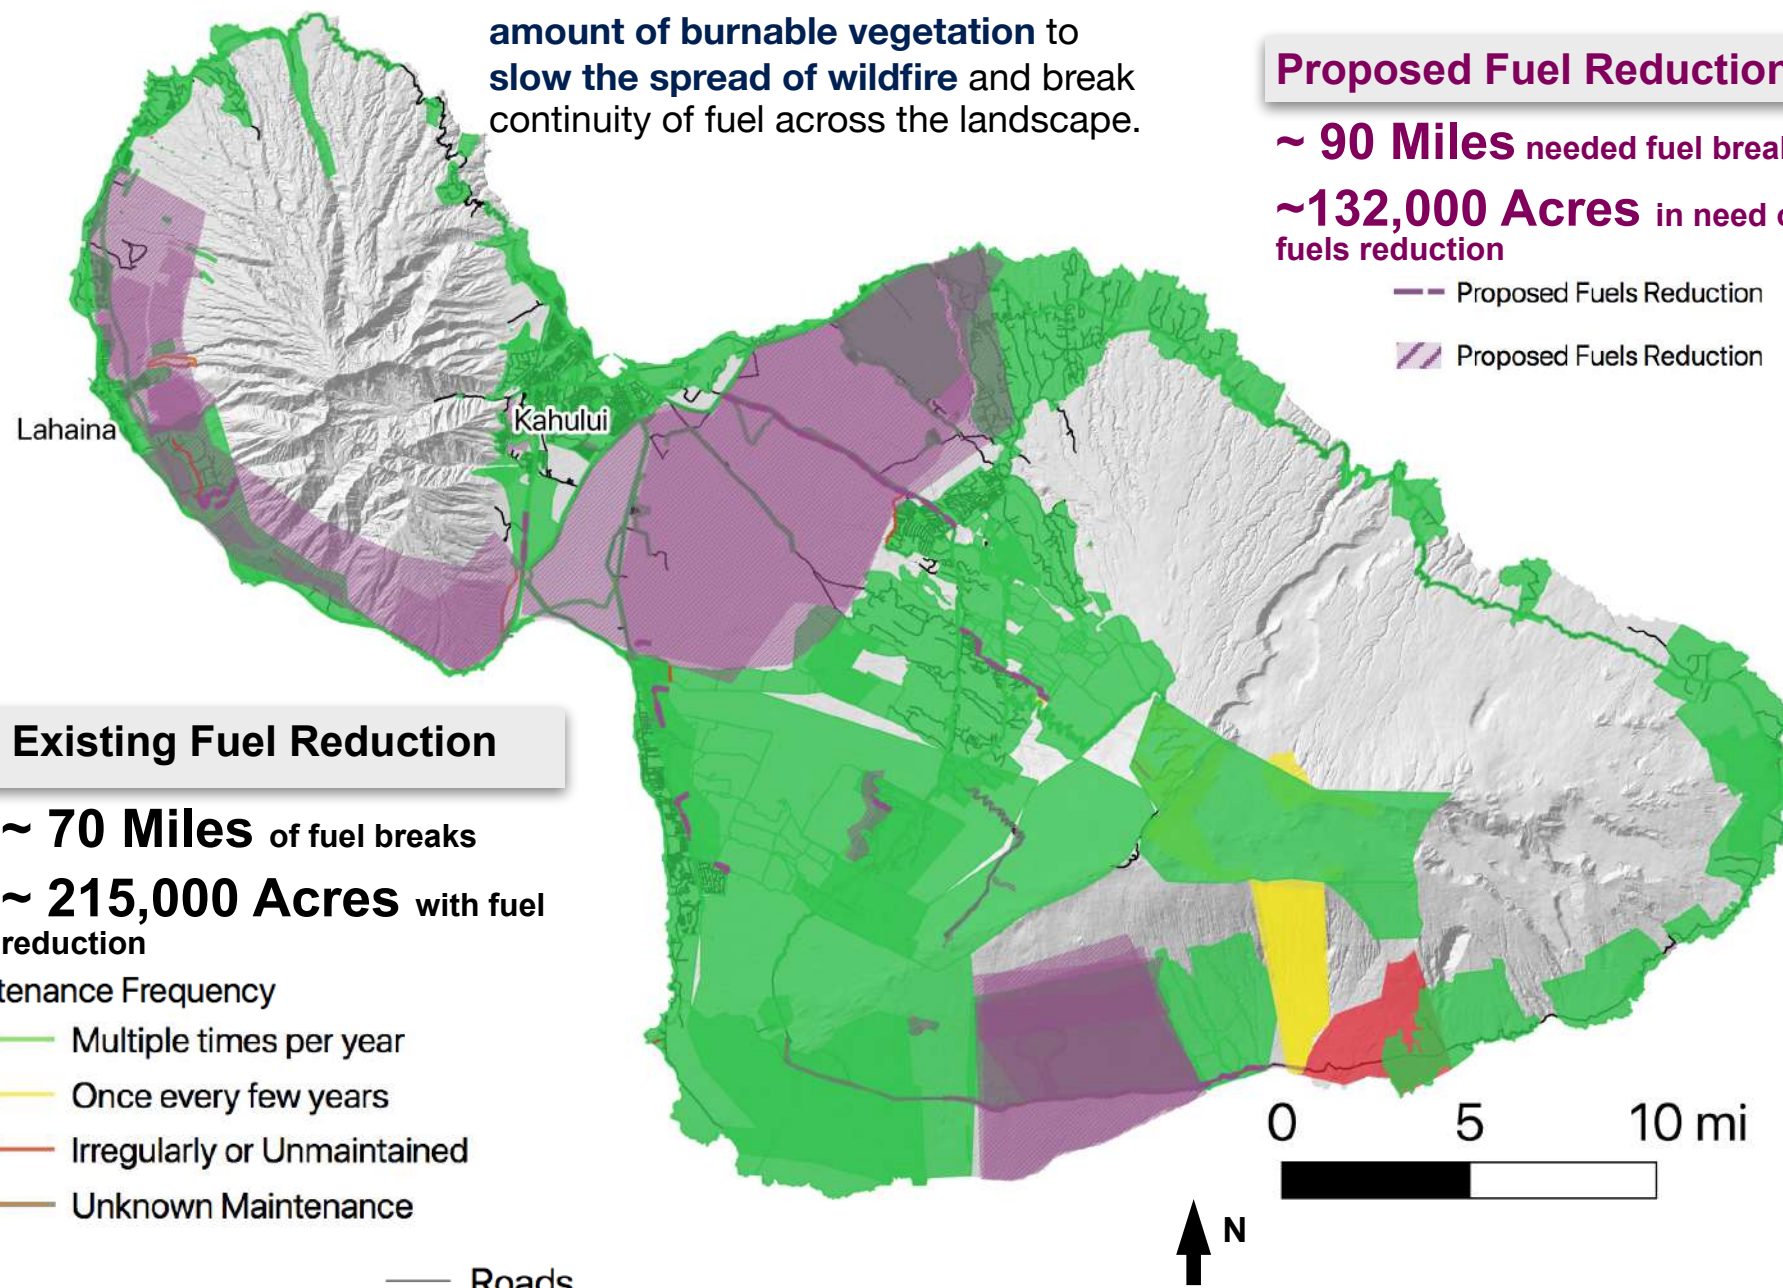 amount of burnable vegetation to
slow the spread of wildfire and break
continuity of fuel across the landscape.
Proposed Fuel Reduction
~ 90 Miles needed fuel
~132,000 Acres in need
fuels reduction
Proposed Fuels Reduction
Proposed Fuels Reduction
Lahaina
Kahului
Existing Fuel Reduction
~ 70 Miles of fuel breaks
~ 215,000 Acres with fuel
reduction
tenance Frequency
Multiple times per year
Once every few years
Irregularly or Unmaintained
Unknown Maintenance
Roads
0 5 10 mi
N